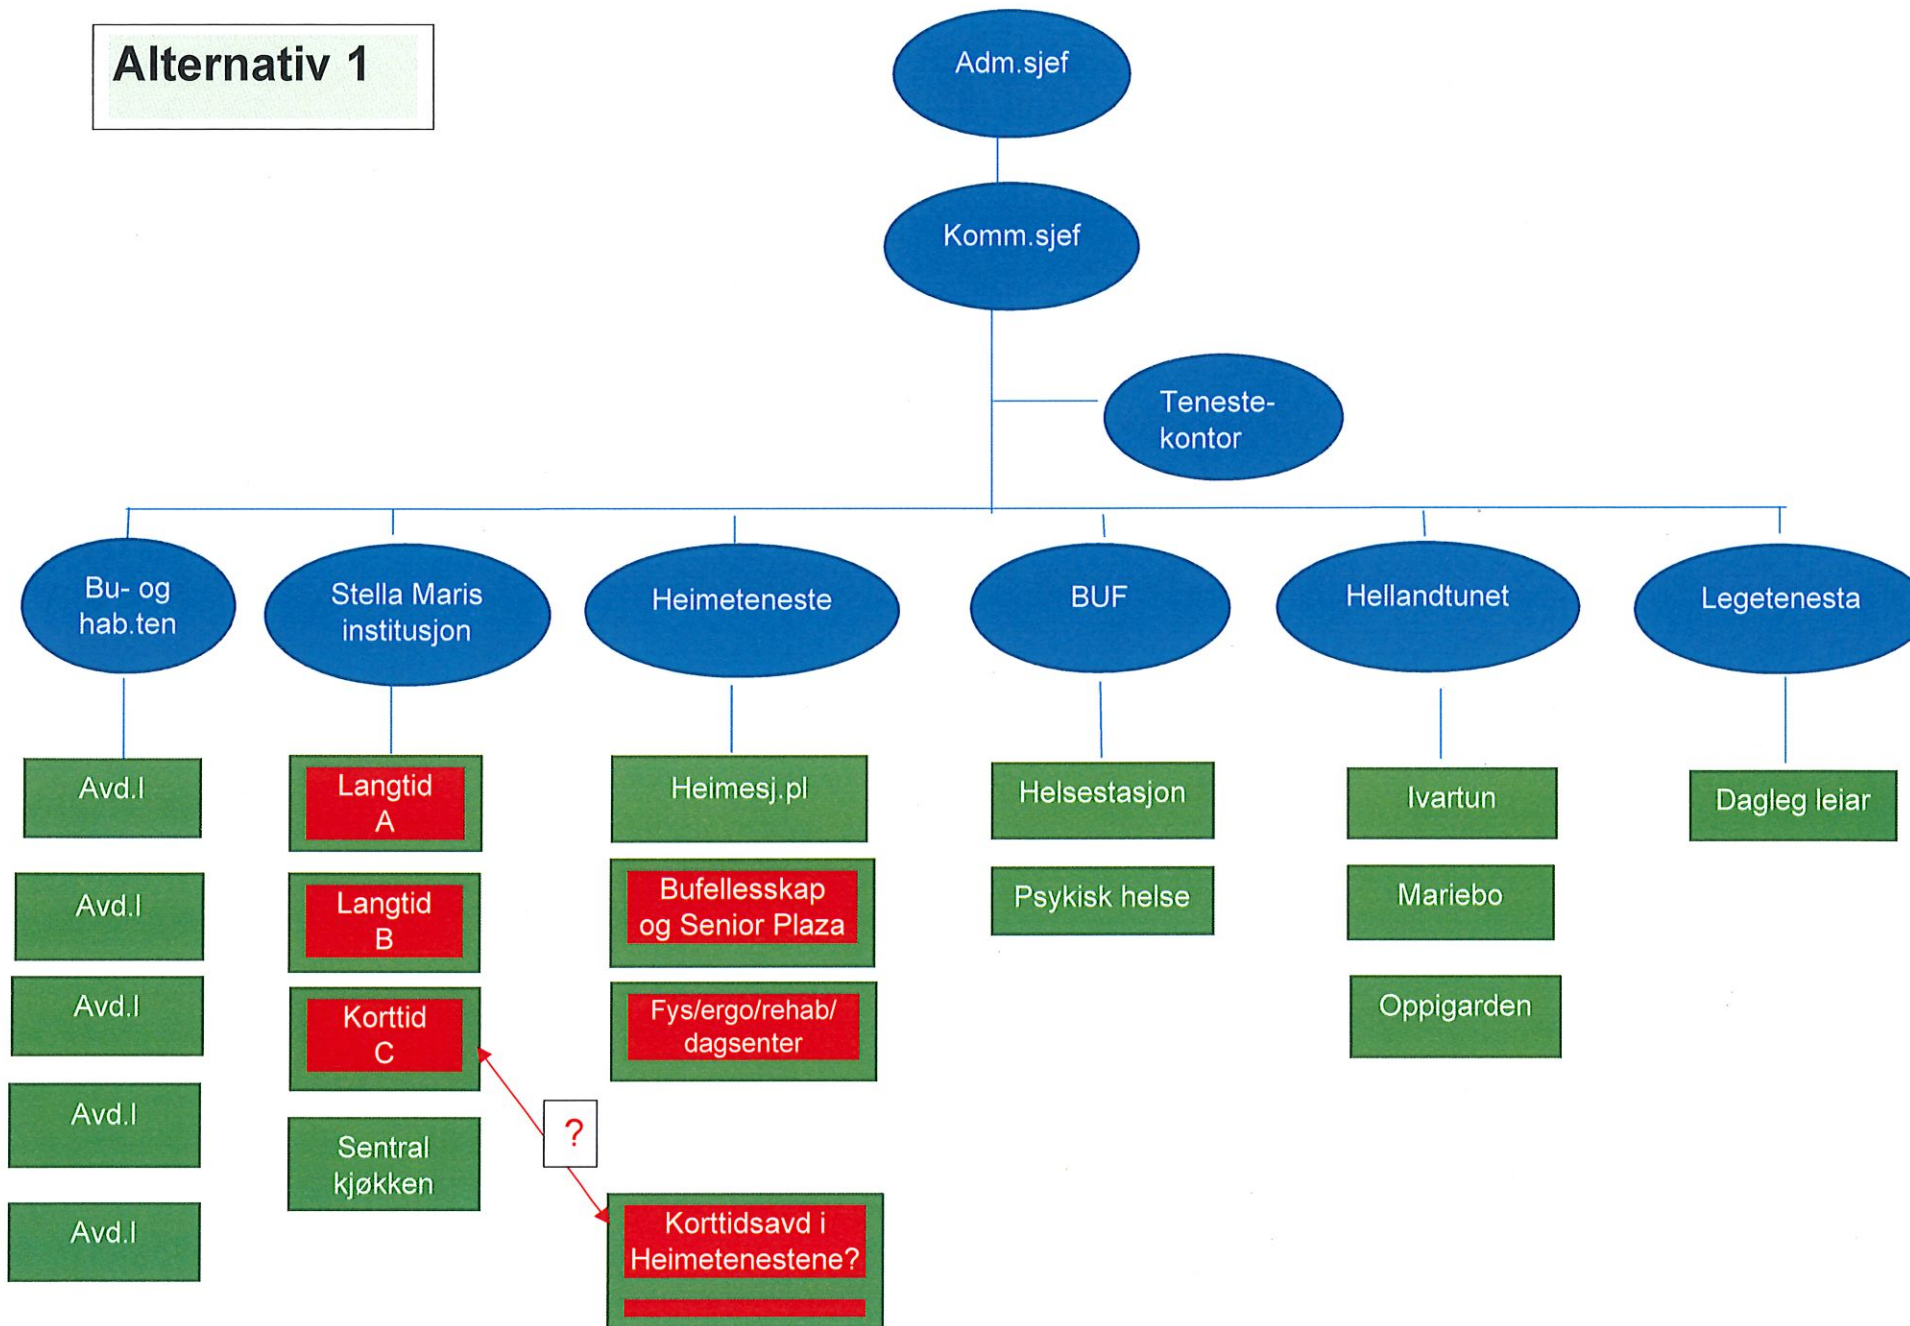 Alternativ 1
Adm.sjef
Komm.sjef
Teneste-
kontor
Bu- og
hab.ten
Stella Maris
institusjon
Heimeteneste
BUF
Hellandtunet
Legetenesta
Avd.l
Avd.l
Avd.l
Avd.l
Avd.l
Langtid
A
Langtid
B
Korttid
C
Sentral
kjøkken
?
Heimesj.pl
Bufellesskap
og Senior Plaza
Fys/ergo/rehab/
dagsenter
Korttidsavd i
Heimetenestene?
Helsestasjon
Psykisk helse
Ivartun
Mariebo
Oppigarden
Dagleg leiar